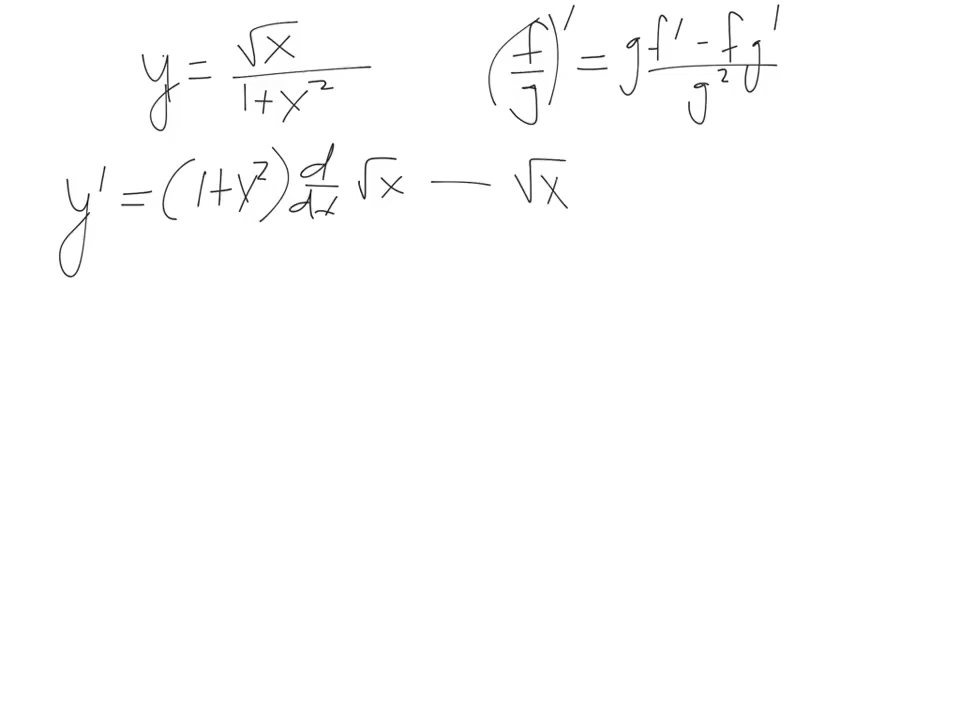 y = √x / (1+x²)    (f/g)' = (gf' - fg') / g²
y' = (1+x²) d/dx √x — √x